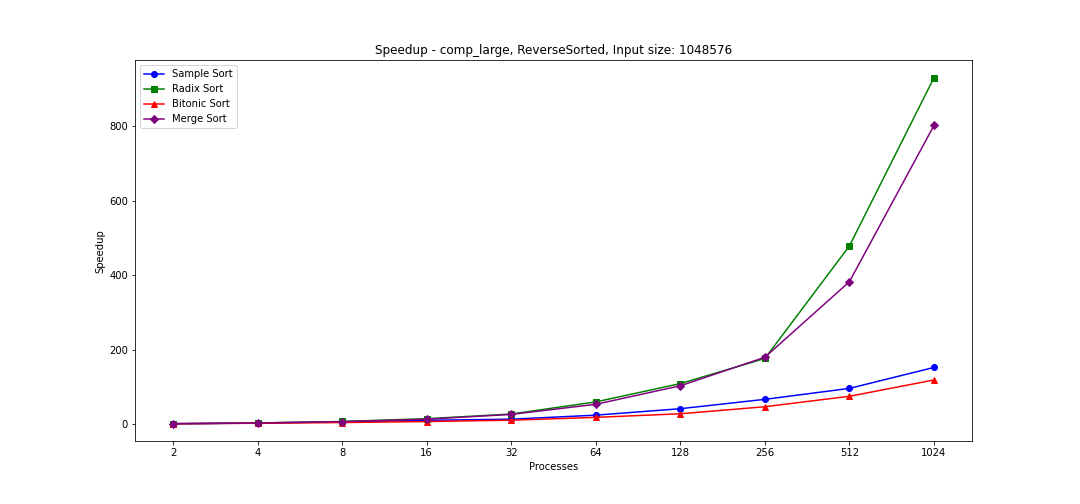 Speedup - comp_large, ReverseSorted, Input size: 1048576
Sample Sort
Radix Sort
Bitonic Sort
Merge Sort
Speedup
800
600
400
200
0
2 4 8 16 32 64 128 256 512 1024
Processes